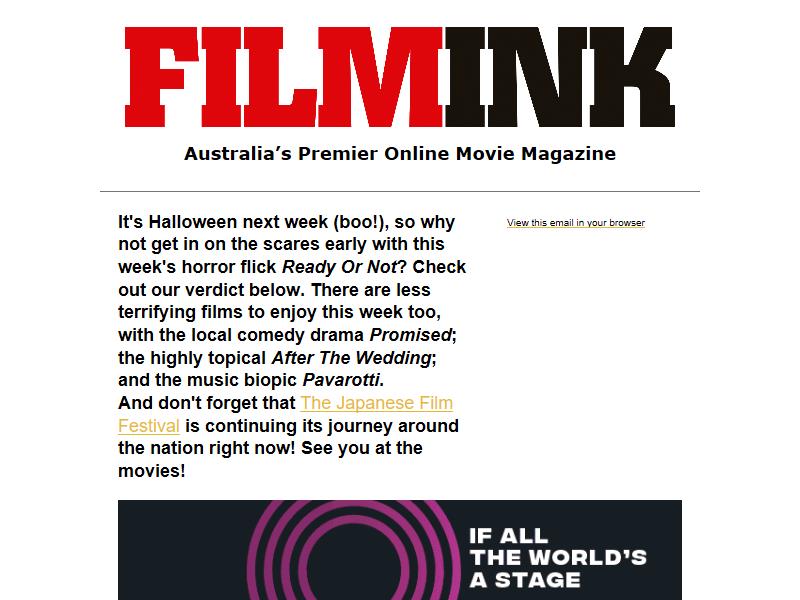 FILMINK
Australia’s Premier Online Movie Magazine
It's Halloween next week (boo!), so why
not get in on the scares early with this
week's horror flick Ready Or Not? Check
out our verdict below. There are less
terrifying films to enjoy this week too,
with the local comedy drama Promised;
the highly topical After The Wedding;
and the music biopic Pavarotti.
And don't forget that The Japanese Film
Festival is continuing its journey around
the nation right now! See you at the
movies!
View this email in your browser
IF ALL
THE WORLD'S
A STAGE